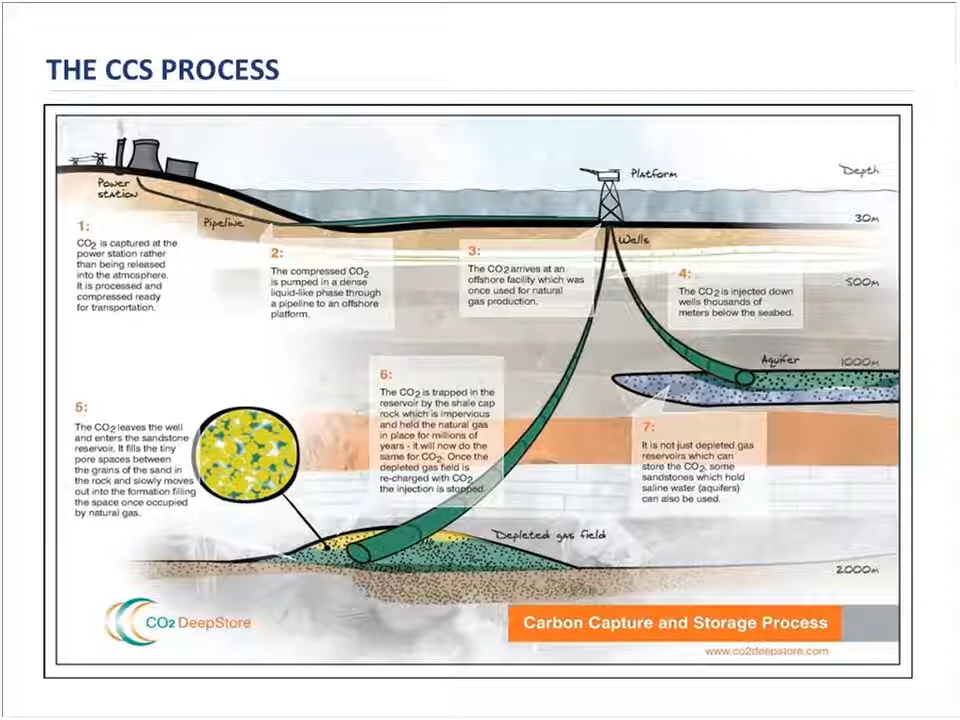 THE CCS PROCESS
Power
station
Platform
Depth
Pipeline
30m
Wells
1:
CO2 is captured at the
power station rather
than being released
into the atmosphere.
It is processed and
compressed ready
for transportation.
2:
The compressed CO2
is pumped in a dense
liquid-like phase through
a pipeline to an offshore
platform.
3:
The CO2 arrives at an
offshore facility which was
once used for natural
gas production.
4:
The CO2 is injected down
wells thousands of
meters below the seabed.
500m
Aquifer
1000m
5:
The CO2 leaves the well
and enters the sandstone
reservoir. It fills the tiny
pore spaces between
the grains of the sand in
the rock and slowly moves
out into the formation filling
the space once occupied
by natural gas.
6:
The CO2 is trapped in the
reservoir by the shale cap
rock which is impervious
and held the natural gas
in place for millions of
years - it will now do the
same for CO2. Once the
depleted gas field is
re-charged with CO2
the injection is stopped.
7:
It is not just depleted gas
reservoirs which can
store the CO2, some
sandstones which hold
saline water (aquifers)
can also be used.
Depleted gas field
2000m
CO2 DeepStore
Carbon Capture and Storage Process
www.co2deepstore.com